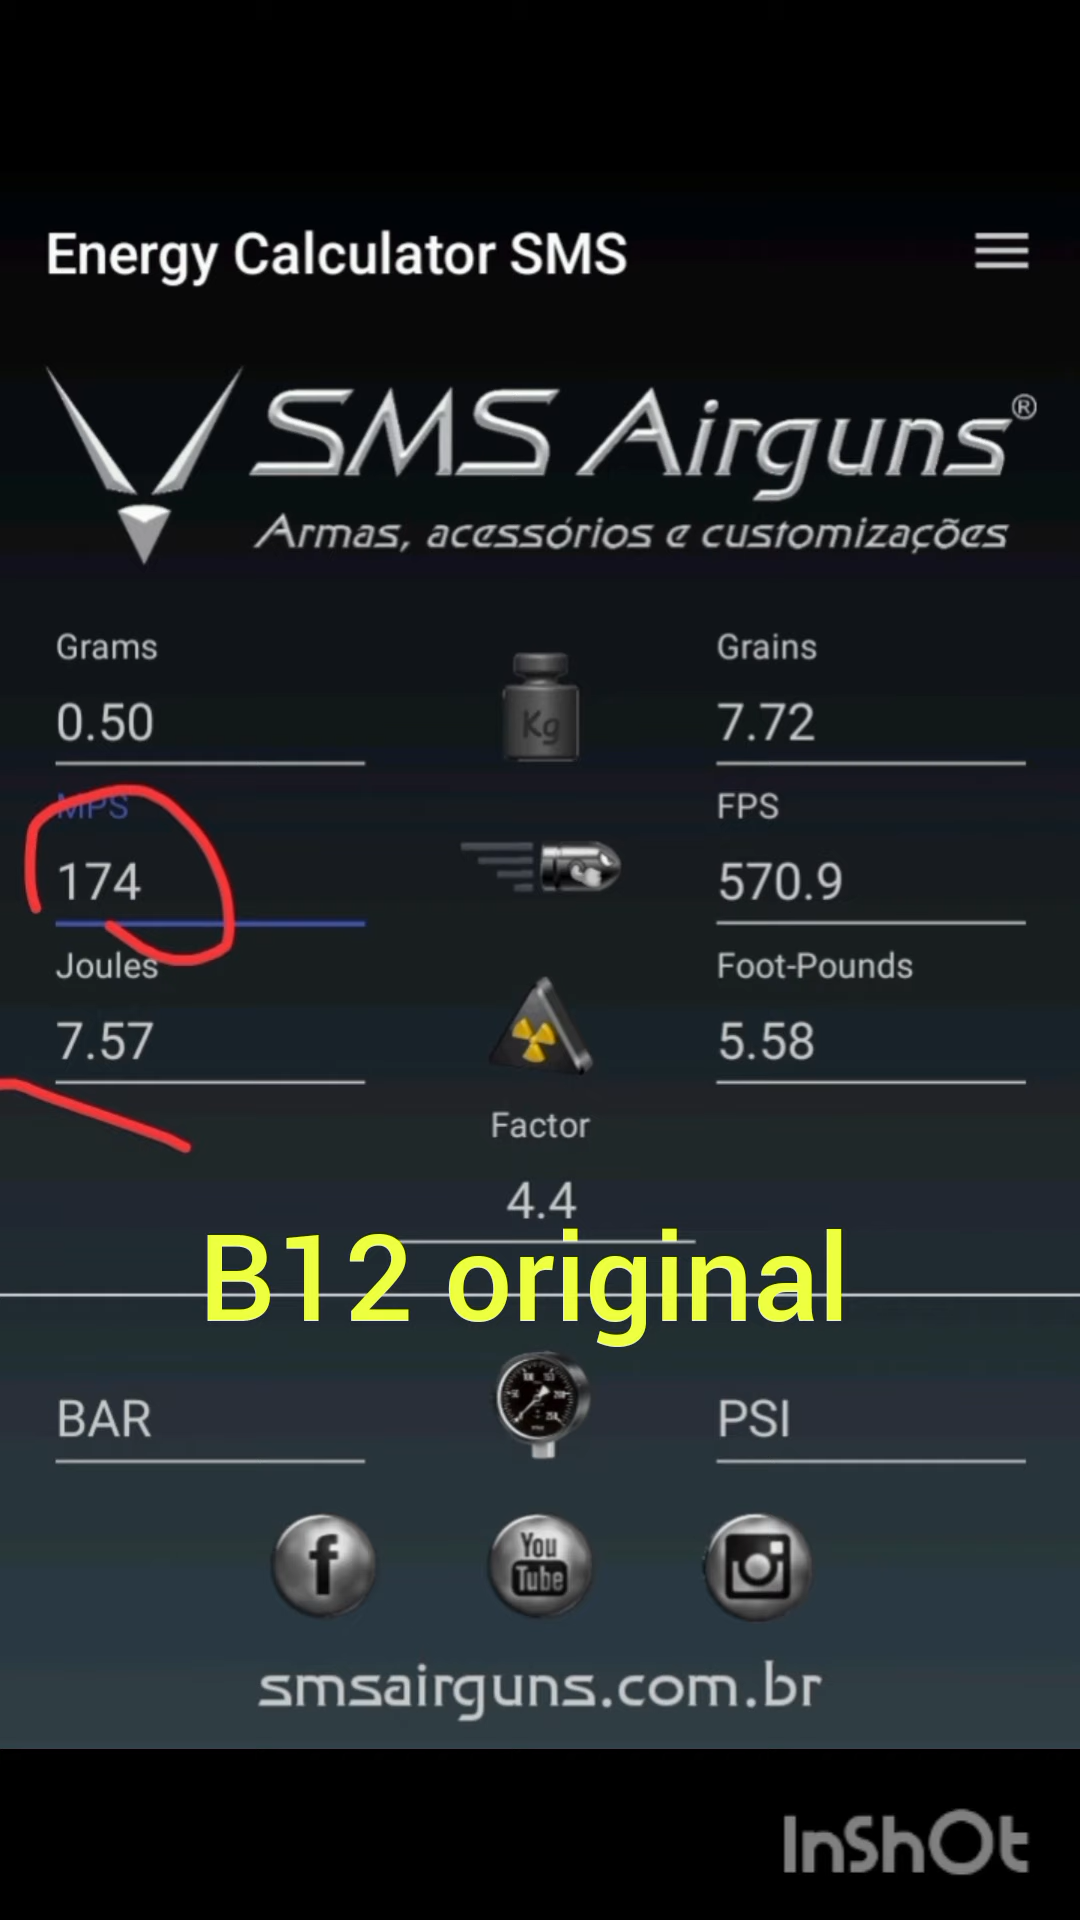 Energy Calculator SMS
SMS Airguns®
Armas, acessórios e customizações
Grams
Grains
0.50
Kg
7.72
MPS
FPS
174
570.9
Joules
Foot-Pounds
7.57
5.58
Factor
4.4
B12 original
BAR
PSI
f
You
Tube
smsairguns.com.br
InShOt